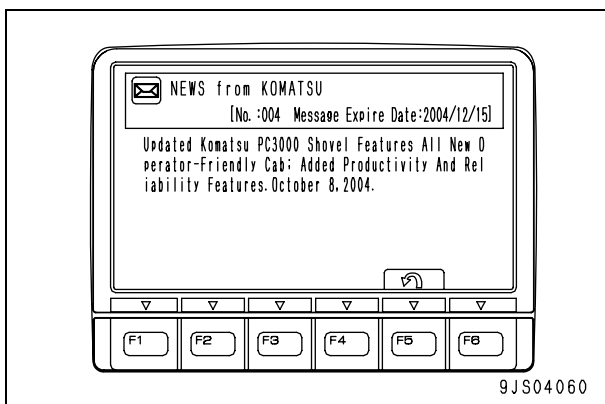 NEWS from KOMATSU
[No. :004 Message Expire Date:2004/12/15]
Updated Komatsu PC3000 Shovel Features All New O
perator-Friendly Cab; Added Productivity And Rel
iability Features. October 8, 2004.
F1 F2 F3 F4 F5 F6
9JS04060